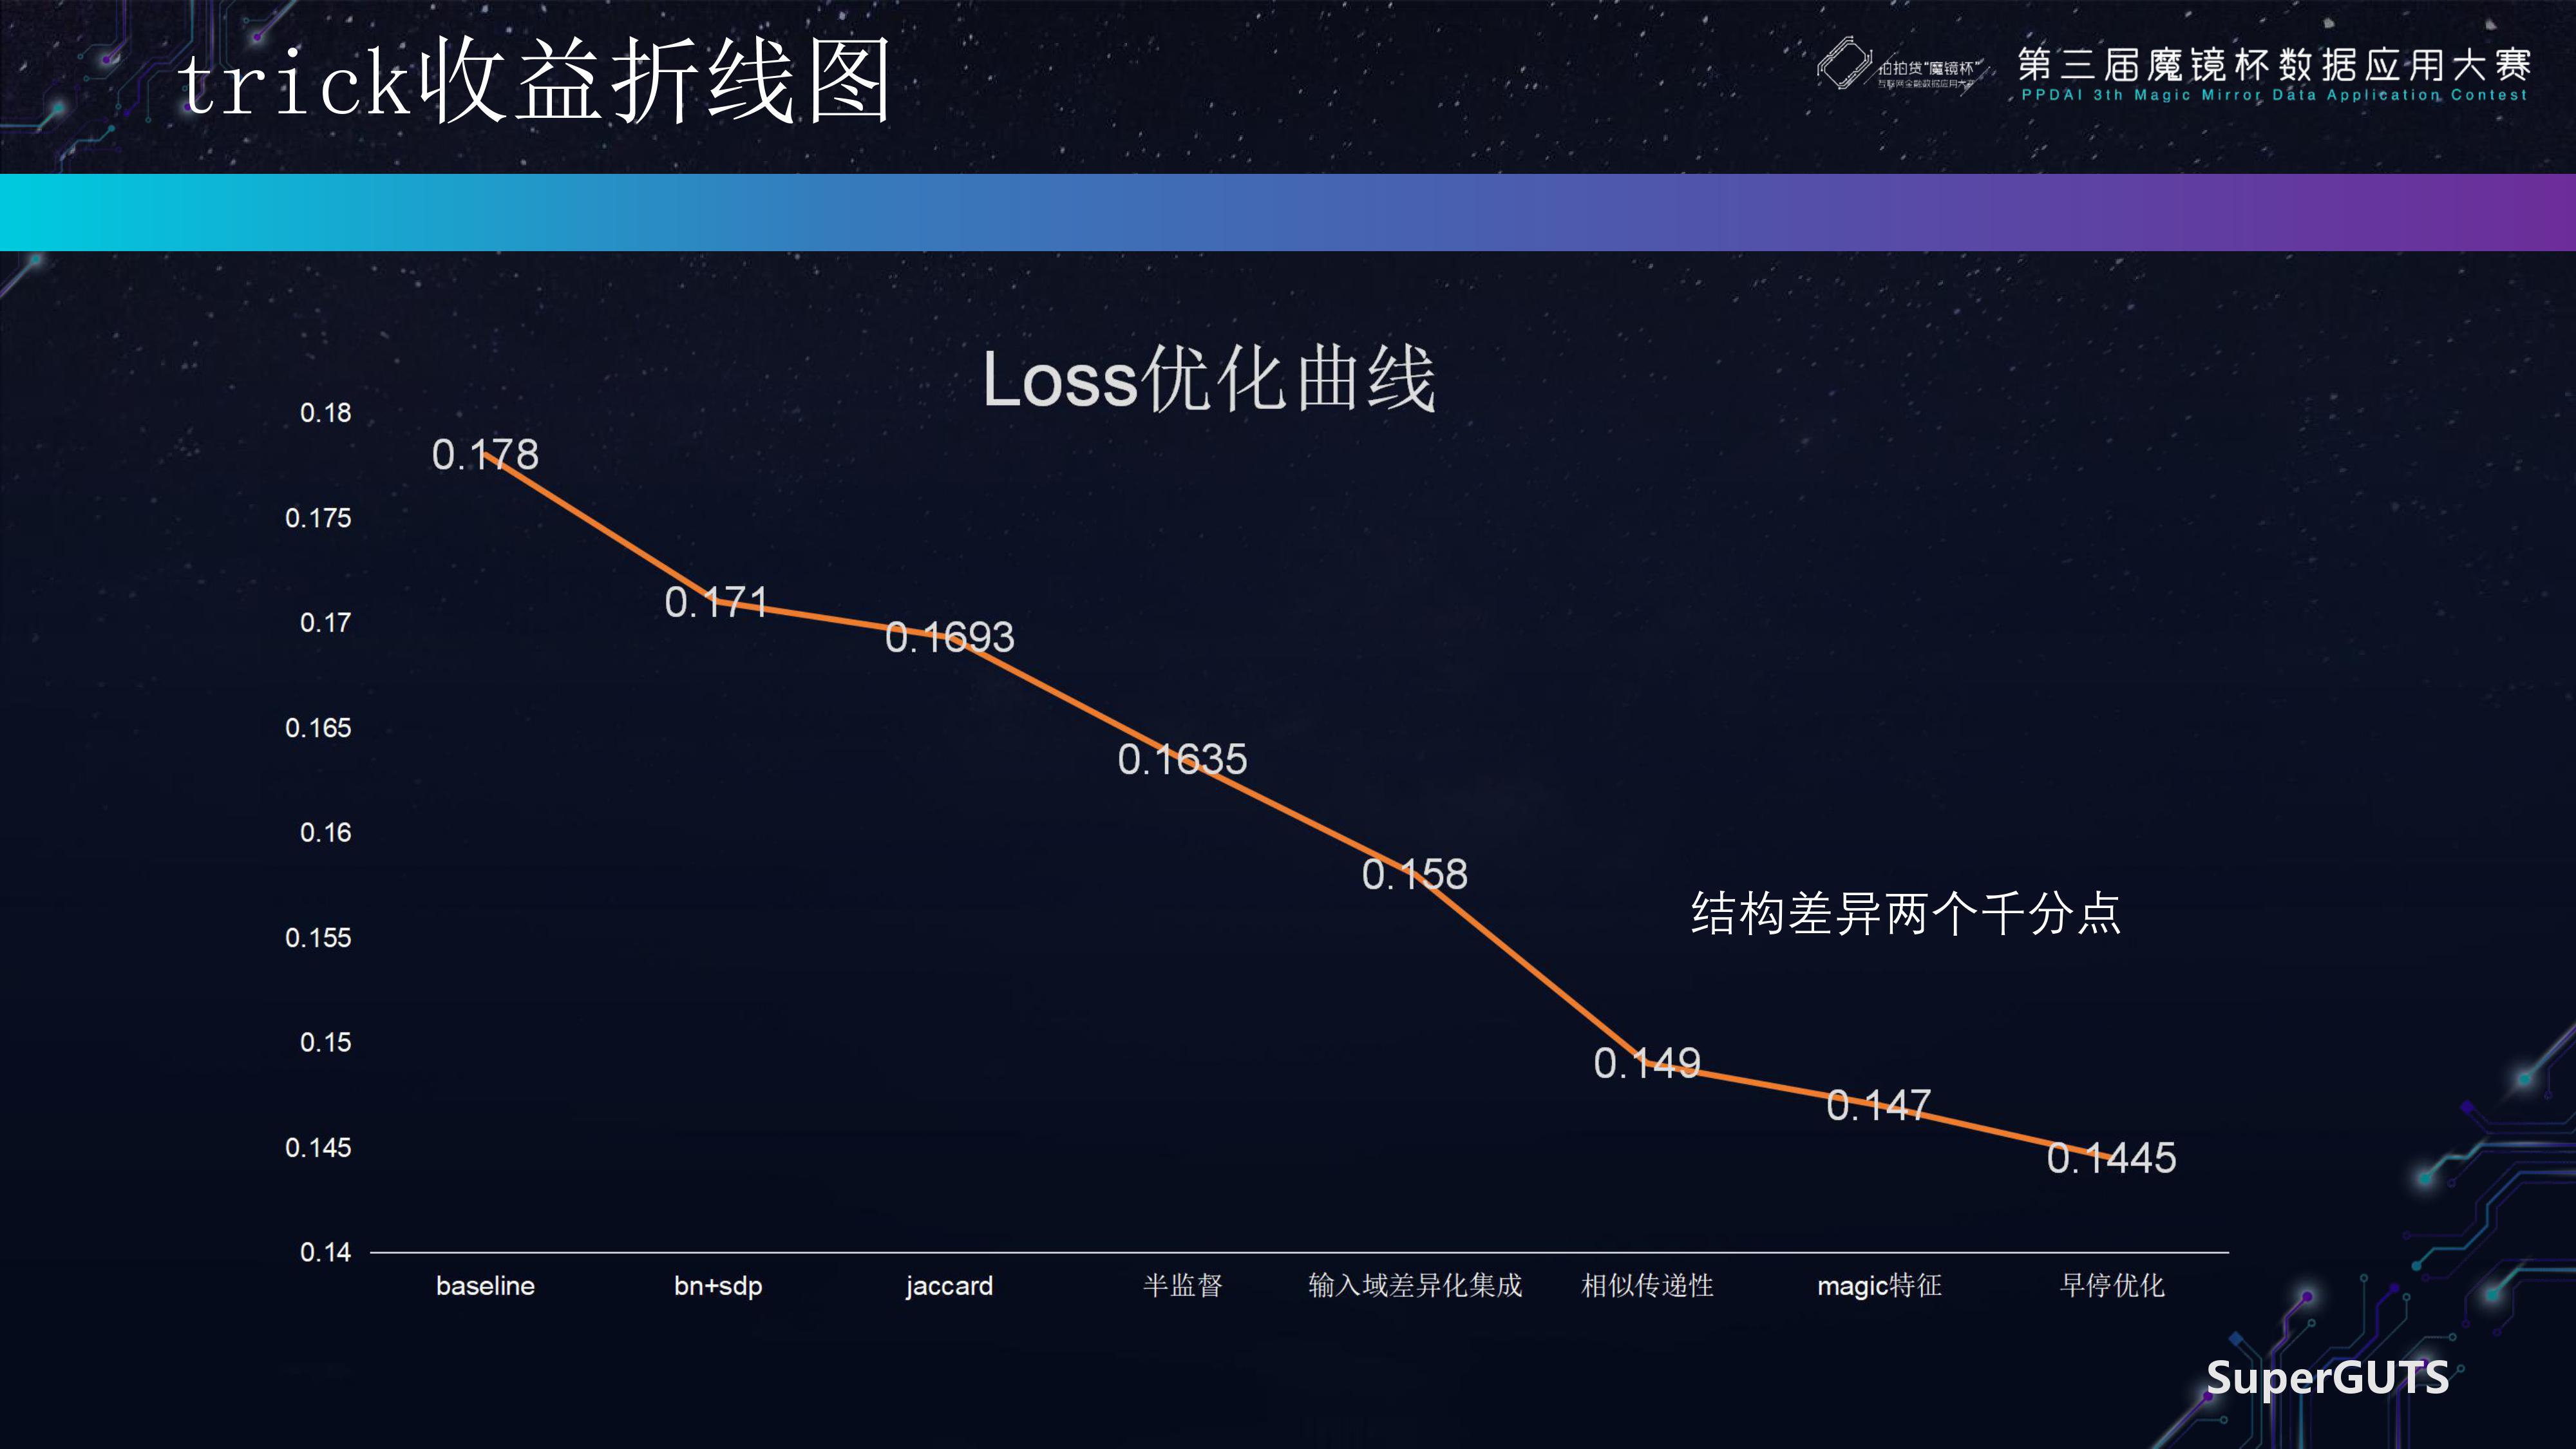 trick收益折线图
拍拍贷“魔镜杯”
第三届魔镜杯数据应用大赛
PPDAI 3th Magic Mirror Data Application Contest
Loss优化曲线
0.18
0.175
0.17
0.165
0.16
0.155
0.15
0.145
0.14
0.178
0.171
0.1693
0.1635
0.158
0.149
0.147
0.1445
结构差异两个千分点
baseline bn+sdp jaccard 半监督 输入域差异化集成 相似传递性 magic特征 早停优化
SuperGUTS